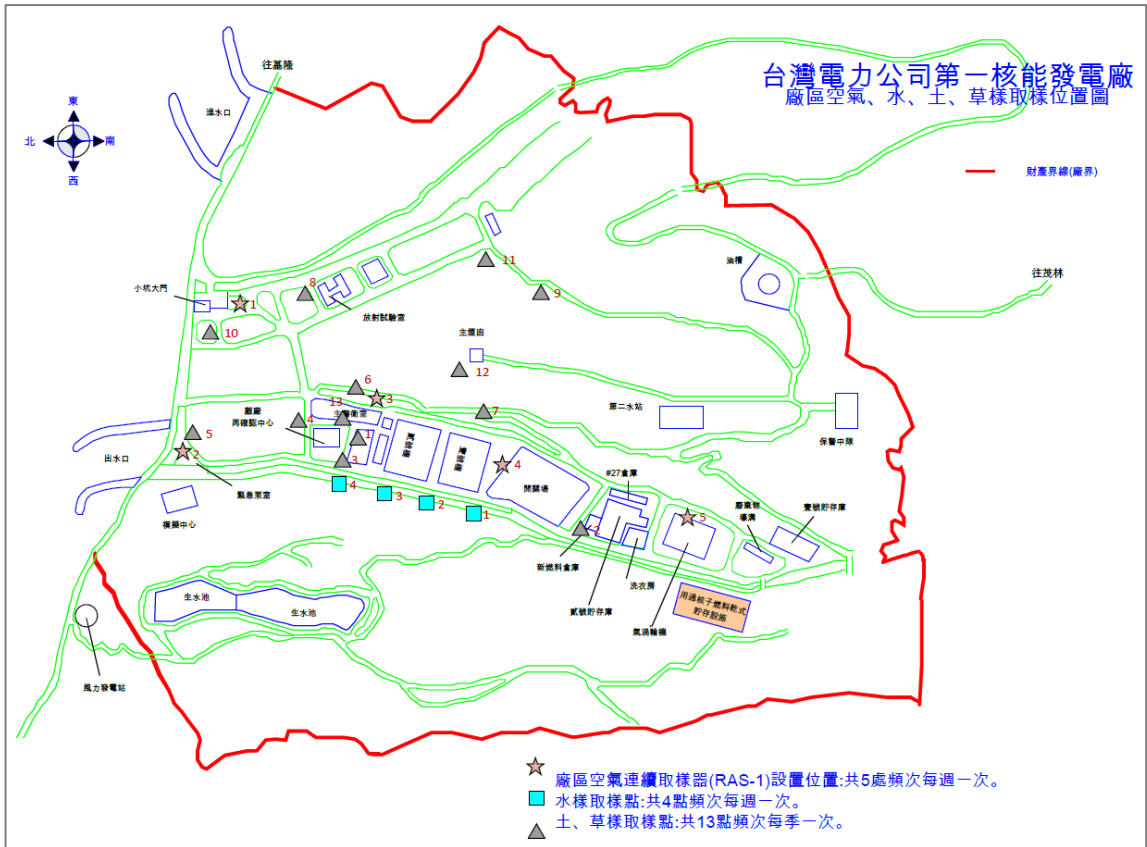 台灣電力公司第一核能發電廠
廠區空氣、水、土、草樣取樣位置圖
往基隆
進水口
東
北
南
西
財產界線(廠界)
油槽
往茂林
11
9
小坑大門
1
8
放射試驗室
10
主煙囪
12
6
3
13
主警衛室
7
第二水站
保警中隊
離廠
再確認中心
4
1
3
貳號機
壹號機
4
開關場
5
2
出水口
緊急泵室
模擬中心
4
3
2
1
#27倉庫
2
5
廢棄物
壕溝
壹號貯存庫
新燃料倉庫
洗衣房
貳號貯存庫
氣渦輪機
用過核子燃料乾式
貯存設施
生水池
生水池
風力發電站
廠區空氣連續取樣器(RAS-1)設置位置:共5處頻次每週一次。
水樣取樣點:共4點頻次每週一次。
土、草樣取樣點:共13點頻次每季一次。